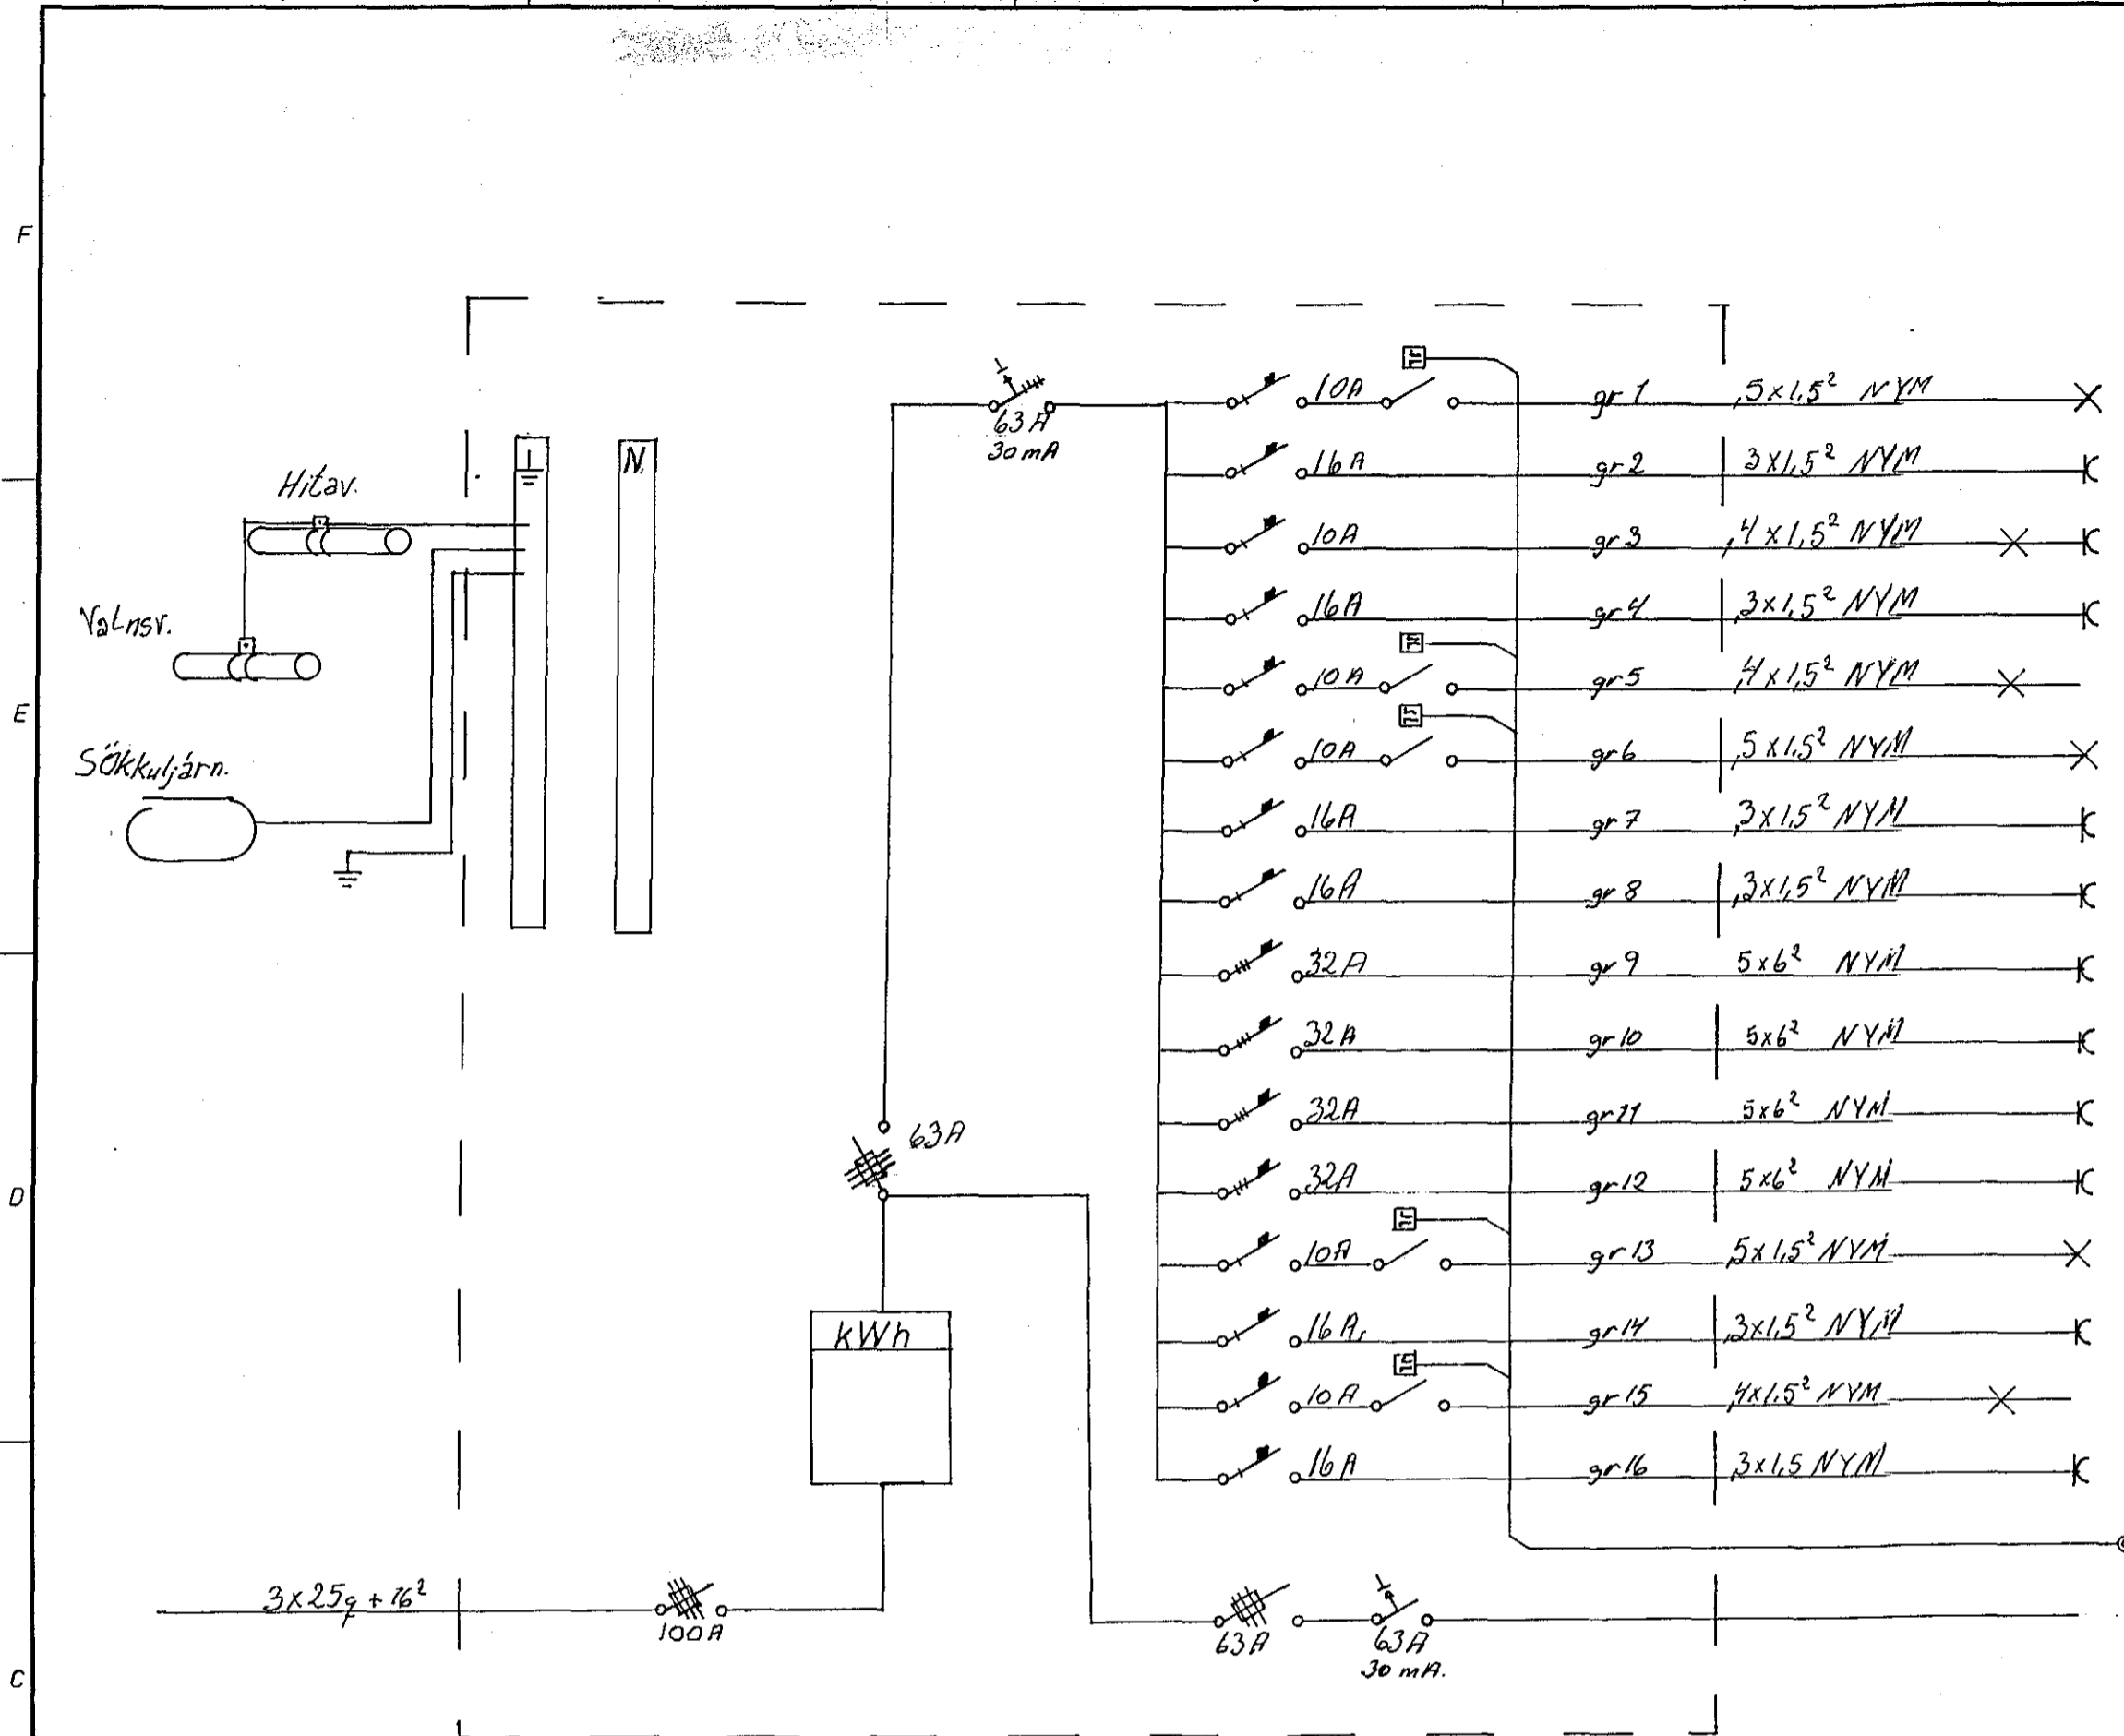 F
E
D
C
Hitav.
Vatnsv.
Sökkuljárn.
N
63A
30mA
63A
kWh
3x25q + 16²
100A
63A
63A
30mA.
10A gr 1 5x1,5² NYM
16A gr 2 3x1,5² NYM
10A gr 3 4x1,5² NYM
16A gr 4 3x1,5² NYM
10A gr 5 4x1,5² NYM
10A gr 6 5x1,5² NYM
16A gr 7 3x1,5² NYM
16A gr 8 3x1,5² NYM
32A gr 9 5x6² NYM
32A gr 10 5x6² NYM
32A gr 11 5x6² NYM
32A gr 12 5x6² NYM
10A gr 13 5x1,5² NYM
16A gr 14 3x1,5² NYM
10A gr 15 4x1,5² NYM
16A gr 16 3x1,5 NYM